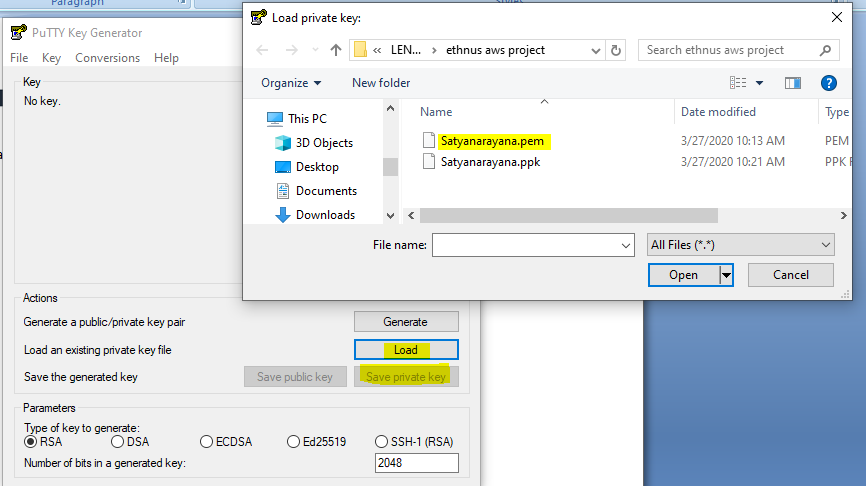 Paragraph
Styles
PuTTY Key Generator
File Key Conversions Help
Key
No key.
Load private key:
« LEN... > ethnus aws project
Search ethnus aws project
Organize
New folder
?
This PC
3D Objects
Desktop
Documents
Downloads
Name Date modified Type
Satyanarayana.pem 3/27/2020 10:13 AM PEM
Satyanarayana.ppk 3/27/2020 10:21 AM PPK
File name:
All Files (*.*)
Open
Cancel
Actions
Generate a public/private key pair
Generate
Load an existing private key file
Load
Save the generated key
Save public key
Save private key
Parameters
Type of key to generate:
RSA DSA ECDSA Ed25519 SSH-1 (RSA)
Number of bits in a generated key:
2048